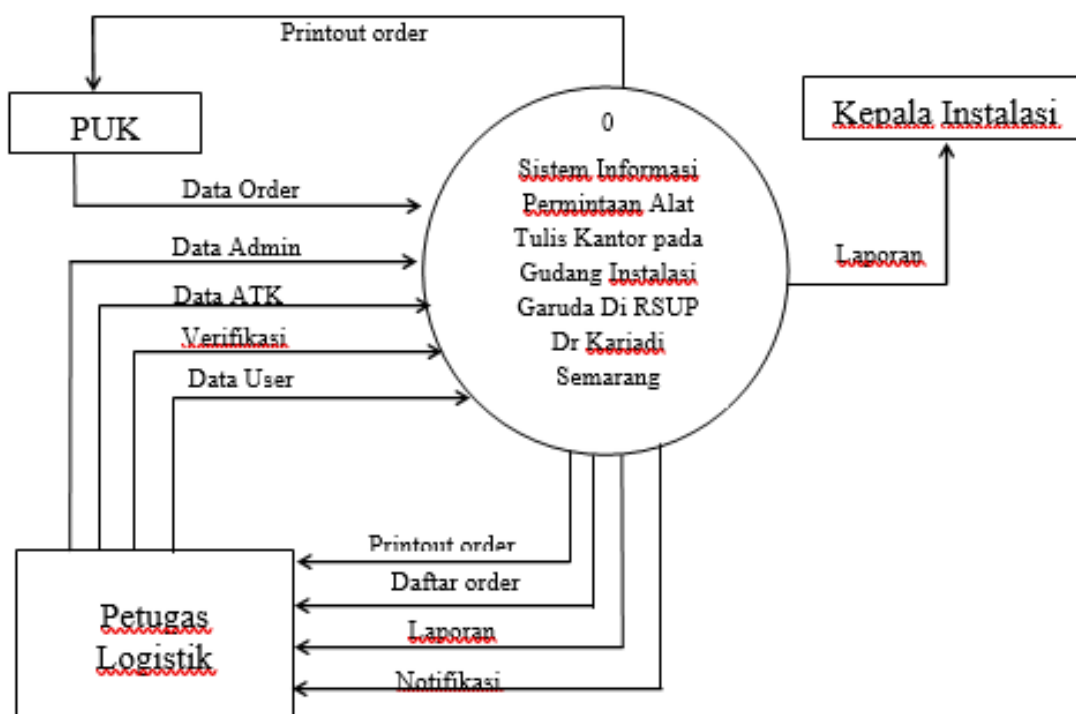 Printout order
PUK
Kepala Instalasi
0
Sistem Informasi
Permintaan Alat
Tulis Kantor pada
Gudang Instalasi
Garuda Di RSUP
Dr Kariadi
Semarang
Data Order
Data Admin
Data ATK
Verifikasi
Data User
Laporan
Printout order
Daftar order
Laporan
Notifikasi
Petugas
Logistik